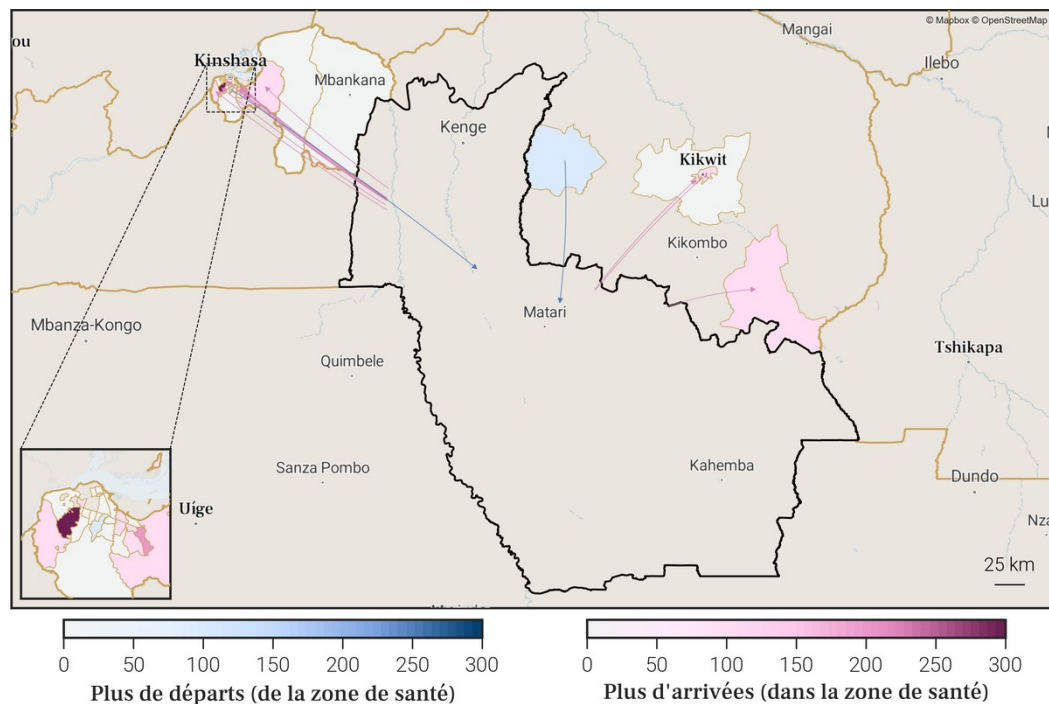 © Mapbox © OpenStreetMap
Mangai
ou
Kinshasa
Ilebo
Mbankana
Kenge
Kikwit
Lu
Kikombo
Matari
Mbanza-Kongo
Tshikapa
Quimbele
Sanza Pombo
Kahemba
Dundo
Uíge
Nza
25 km
0 50 100 150 200 250 300
Plus de départs (de la zone de santé)
0 50 100 150 200 250 300
Plus d'arrivées (dans la zone de santé)